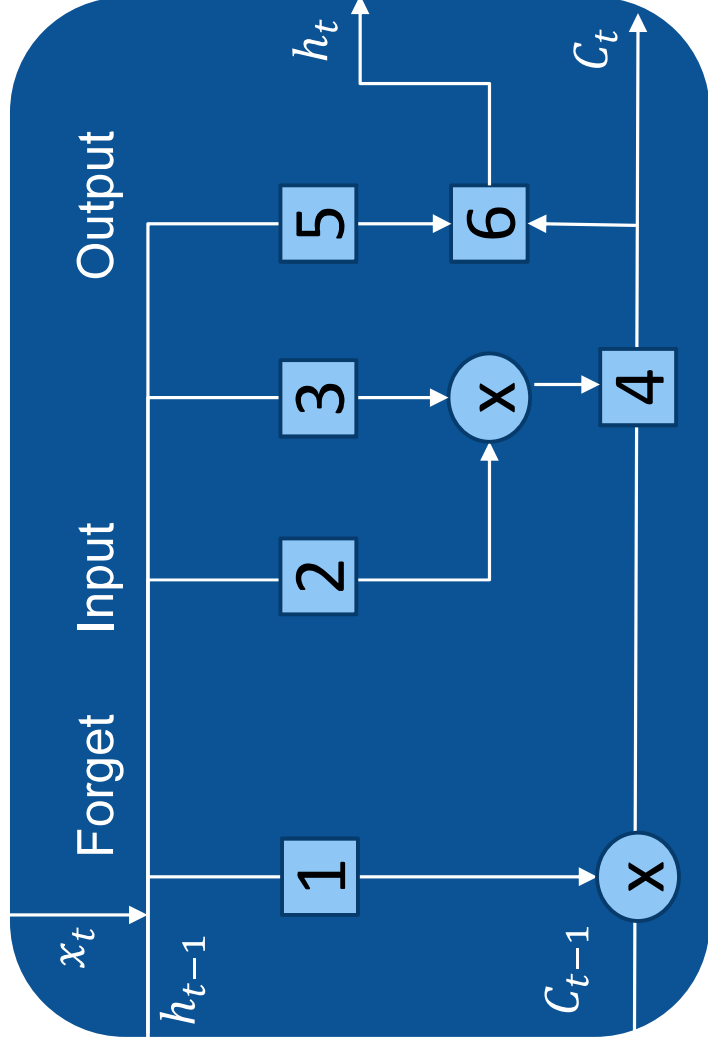 Forget Input Output
x_t
h_{t-1}
1
2
3
5
x
6
h_t
C_{t-1}
x
4
C_t